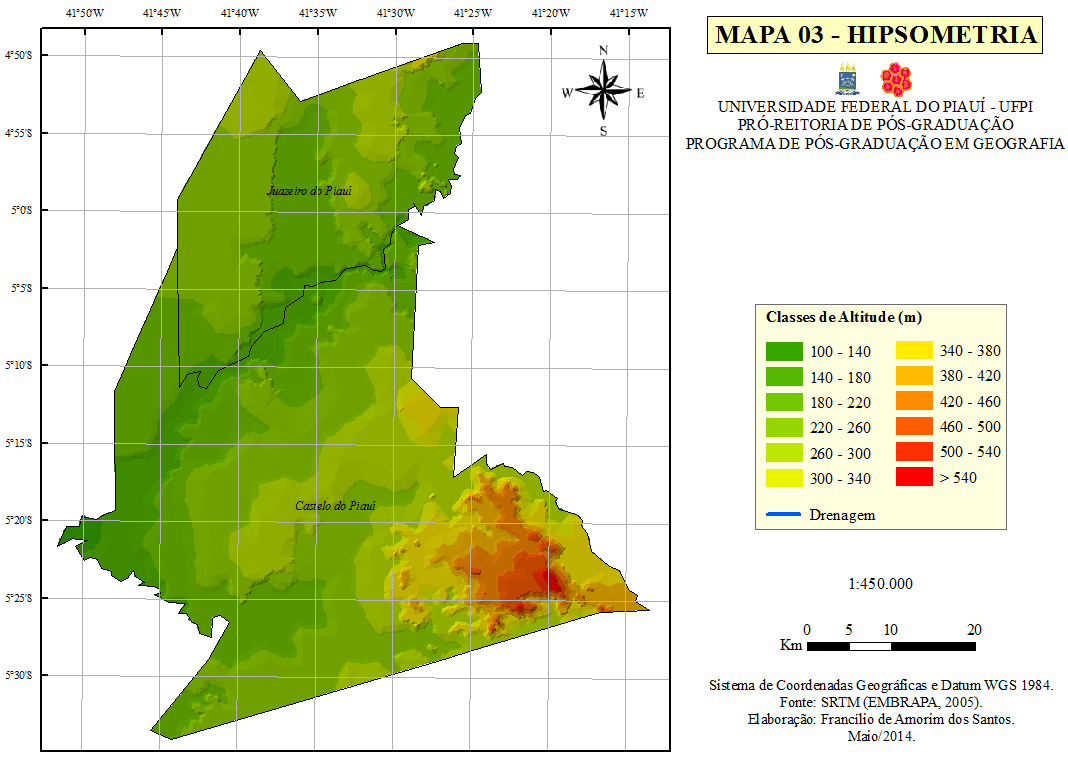 41°50'W 41°45'W 41°40'W 41°35'W 41°30'W 41°25'W 41°20'W 41°15'W
4°50'S
4°55'S
5°0'S
5°5'S
5°10'S
5°15'S
5°20'S
5°25'S
5°30'S
Juazeiro do Piauí
Castelo do Piauí
N
W E
S
MAPA 03 - HIPSOMETRIA
UNIVERSIDADE FEDERAL DO PIAUÍ - UFPI
PRÓ-REITORIA DE PÓS-GRADUAÇÃO
PROGRAMA DE PÓS-GRADUAÇÃO EM GEOGRAFIA
Classes de Altitude (m)
100 - 140
140 - 180
180 - 220
220 - 260
260 - 300
300 - 340
340 - 380
380 - 420
420 - 460
460 - 500
500 - 540
> 540
Drenagem
1:450.000
0 5 10 20
Km
Sistema de Coordenadas Geográficas e Datum WGS 1984.
Fonte: SRTM (EMBRAPA, 2005).
Elaboração: Francílio de Amorim dos Santos.
Maio/2014.